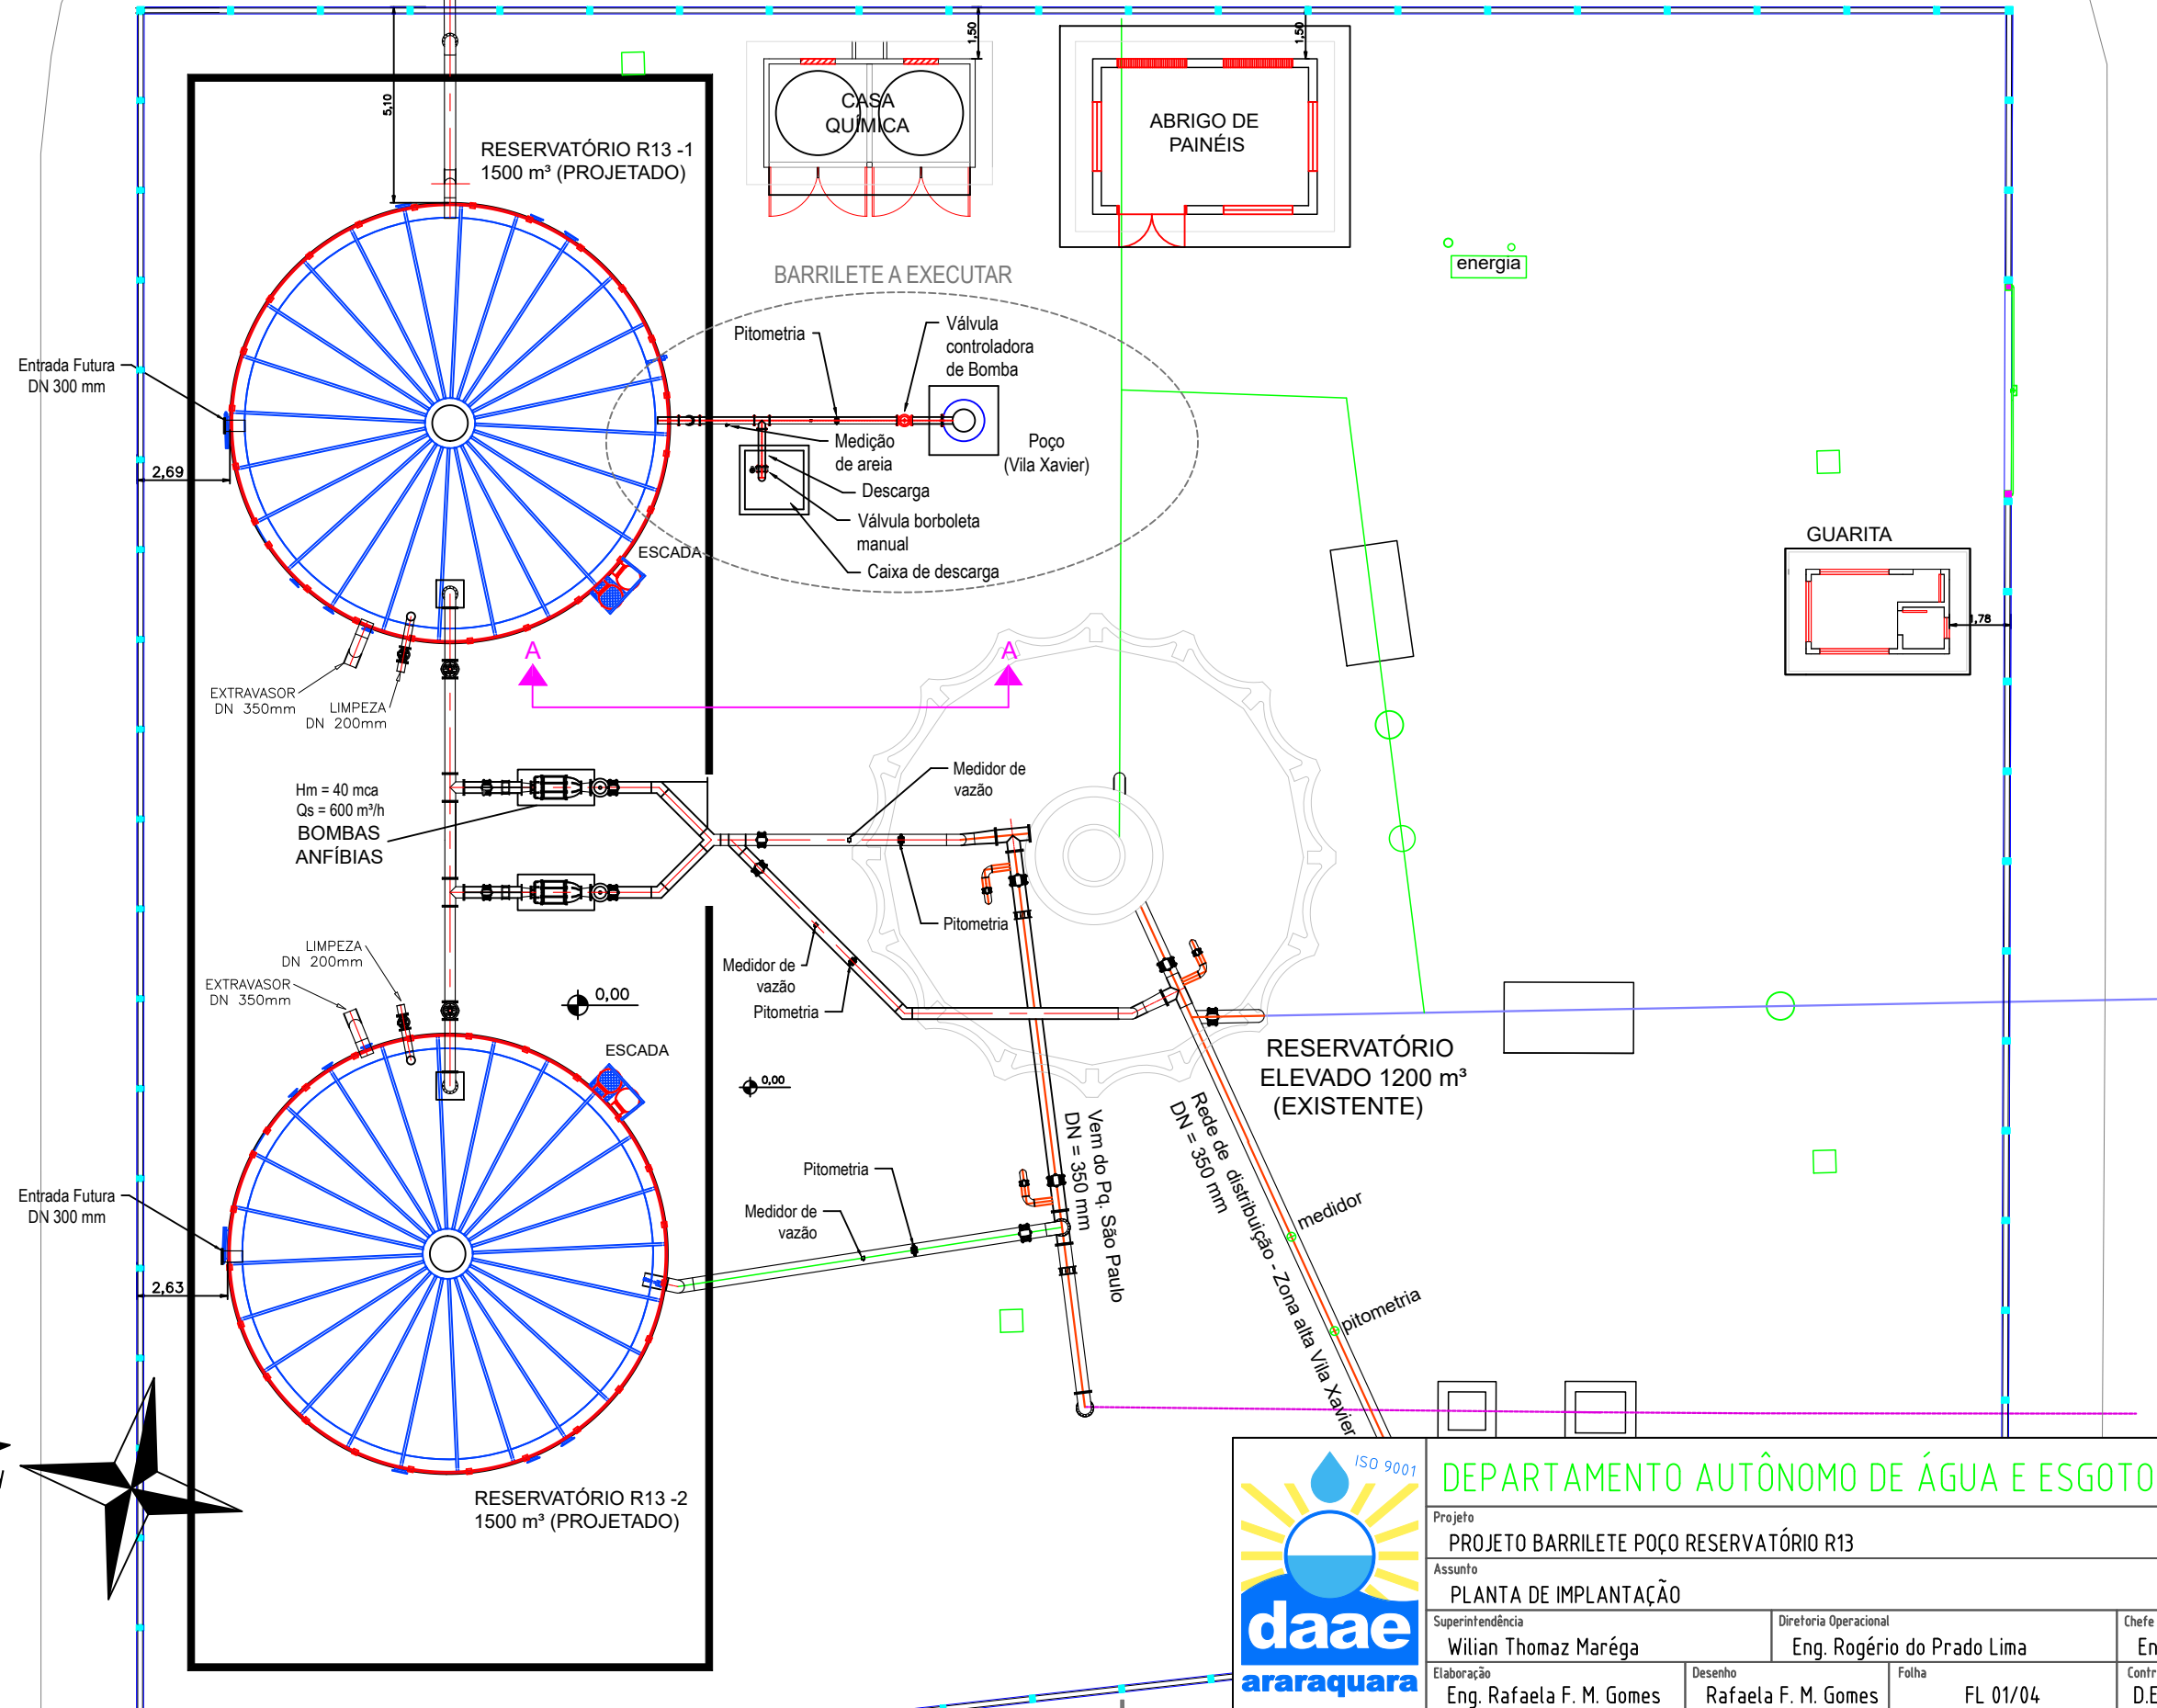 1,50
1,50
5,10
CASA
QUÍMICA
ABRIGO DE
PAINÉIS
RESERVATÓRIO R13 -1
1500 m³ (PROJETADO)
energia
BARRILETE A EXECUTAR
Pitometria
Válvula
controladora
de Bomba
Entrada Futura
DN 300 mm
Medição
de areia
Poço
(Vila Xavier)
2,69
Descarga
Válvula borboleta
manual
Caixa de descarga
ESCADA
GUARITA
1,78
A
A
EXTRAVASOR
DN 350mm
LIMPEZA
DN 200mm
Medidor de
vazão
Hm = 40 mca
Qs = 600 m³/h
BOMBAS
ANFÍBIAS
Pitometria
LIMPEZA
DN 200mm
EXTRAVASOR
DN 350mm
Medidor de
vazão
Pitometria
0,00
ESCADA
0,00
RESERVATÓRIO
ELEVADO 1200 m³
(EXISTENTE)
Vem do Pq. São Paulo
DN = 350 mm
Rede de distribuição - Zona alta Vila Xavier
DN = 350 mm
Pitometria
Medidor de
vazão
medidor
pitometria
Entrada Futura
DN 300 mm
2,63
RESERVATÓRIO R13 -2
1500 m³ (PROJETADO)
ISO 9001
daae
araraquara
DEPARTAMENTO AUTÔNOMO DE ÁGUA E ESGOTO
Projeto
PROJETO BARRILETE POÇO RESERVATÓRIO R13
Assunto
PLANTA DE IMPLANTAÇÃO
Superintendência
Wilian Thomaz Maréga
Diretoria Operacional
Eng. Rogério do Prado Lima
Chefe
En
Elaboração
Eng. Rafaela F. M. Gomes
Desenho
Rafaela F. M. Gomes
Folha
FL 01/04
Contr
D.E